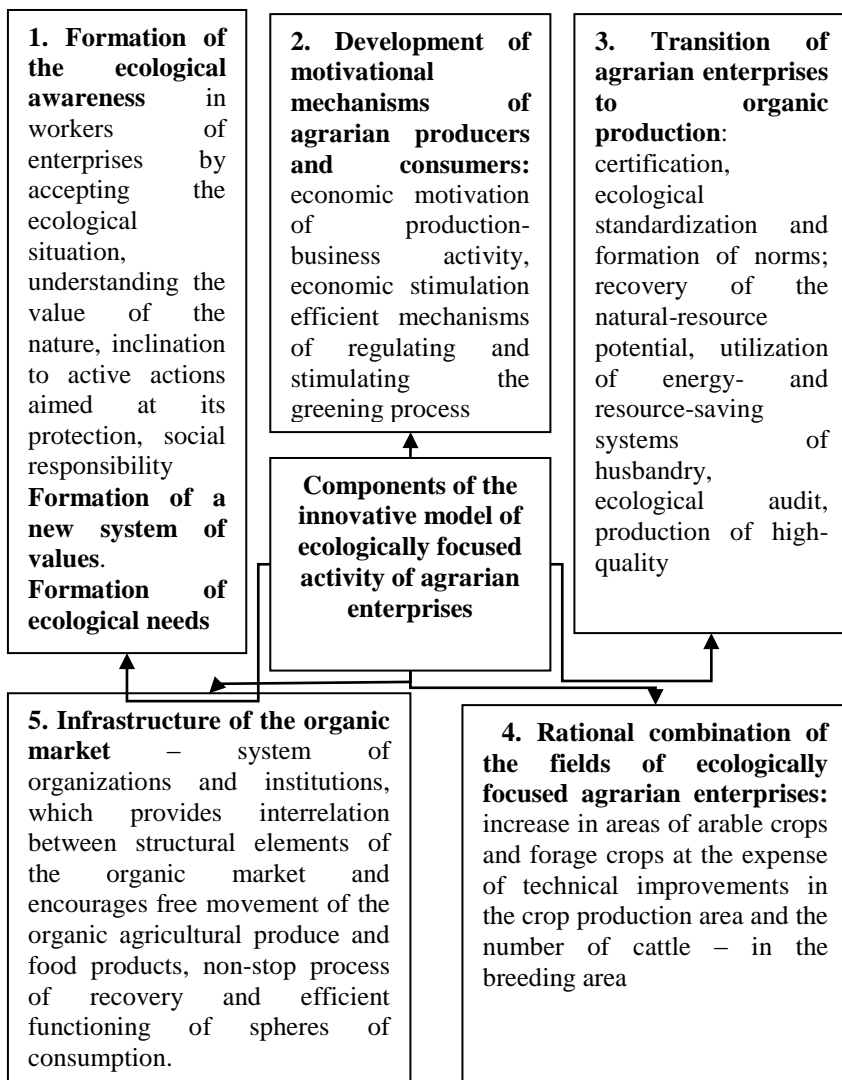 1. Formation of
the ecological
awareness in
workers of
enterprises by
accepting the
ecological
situation,
understanding the
value of the
nature, inclination
to active actions
aimed at its
protection, social
responsibility
Formation of a
new system of
values.
Formation of
ecological needs
2. Development of
motivational
mechanisms of
agrarian producers
and consumers:
economic motivation
of production-
business activity,
economic stimulation
efficient mechanisms
of regulating and
stimulating the
greening process
3. Transition of
agrarian enterprises
to organic
production:
certification,
ecological
standardization and
formation of norms;
recovery of the
natural-resource
potential, utilization
of energy- and
resource-saving
systems of
husbandry,
ecological audit,
production of high-
quality
Components of the
innovative model of
ecologically focused
activity of agrarian
enterprises
5. Infrastructure of the organic
market – system of
organizations and institutions,
which provides interrelation
between structural elements of
the organic market and
encourages free movement of the
organic agricultural produce and
food products, non-stop process
of recovery and efficient
functioning of spheres of
consumption.
4. Rational combination of
the fields of ecologically
focused agrarian enterprises:
increase in areas of arable crops
and forage crops at the expense
of technical improvements in
the crop production area and the
number of cattle – in the
breeding area